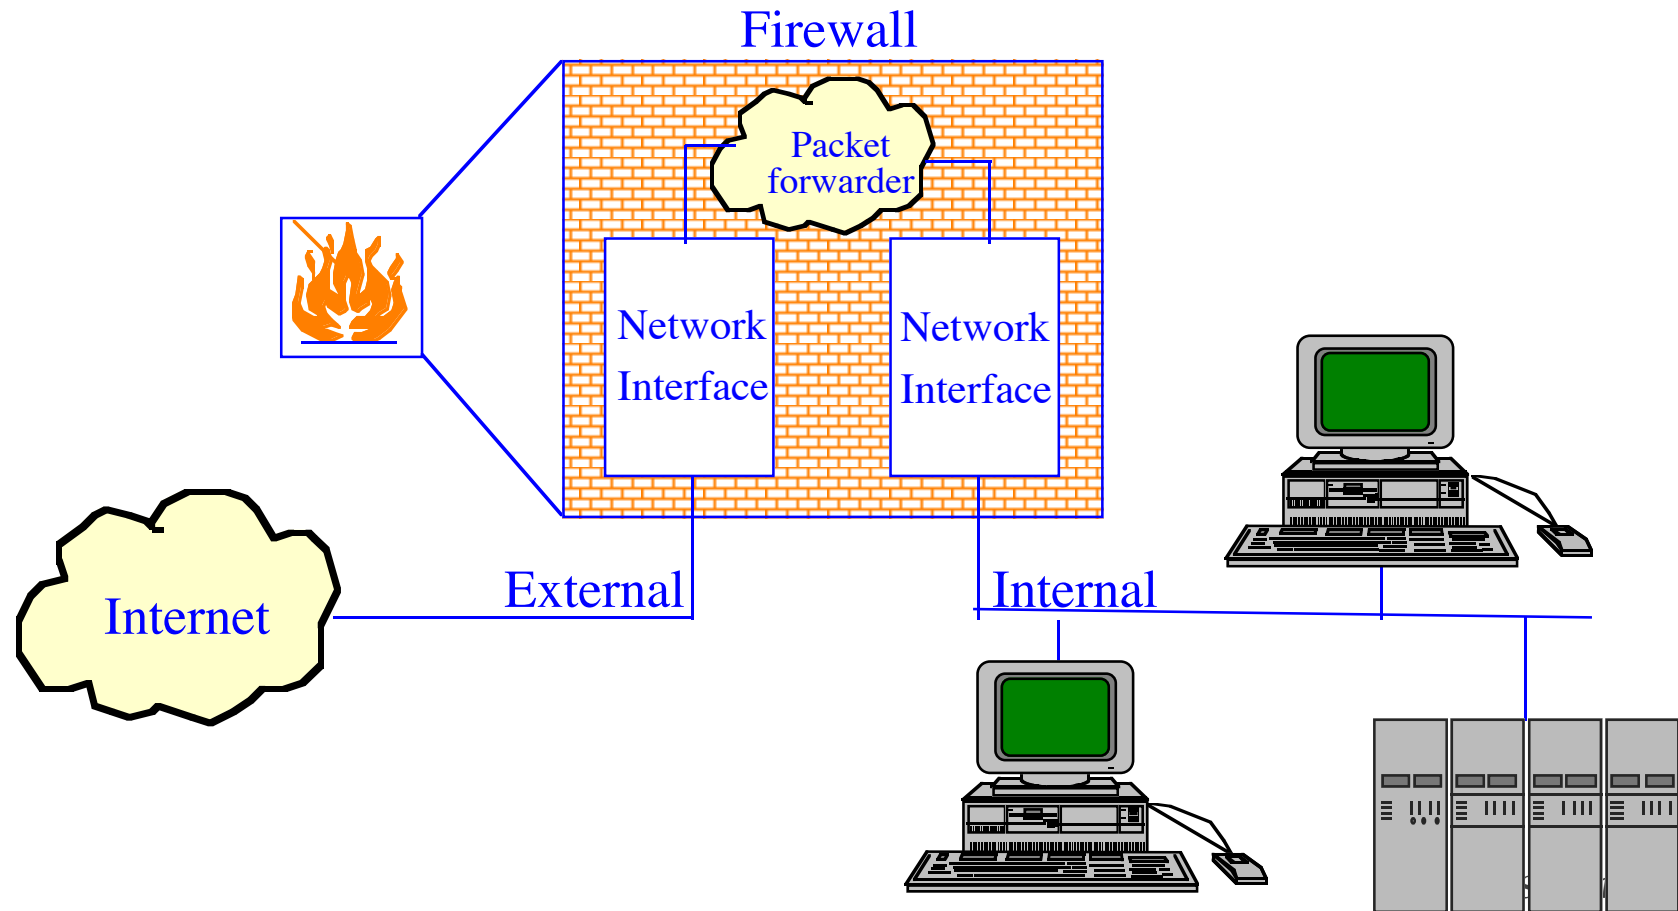 Firewall
Packet
forwarder
Network
Interface
Network
Interface
External
Internal
Internet